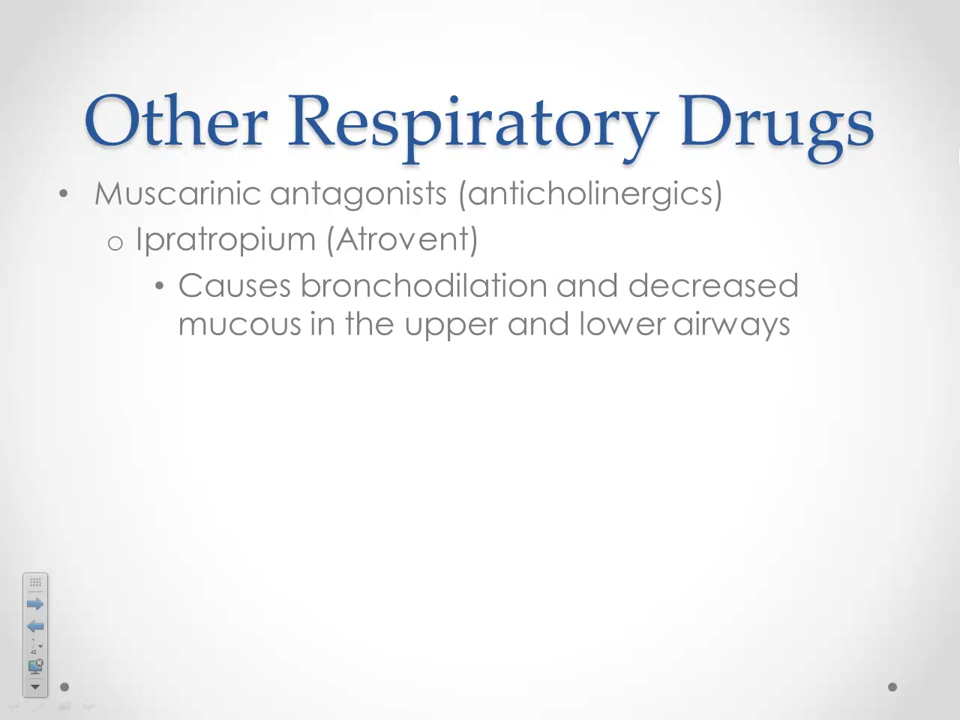 Other Respiratory Drugs
• Muscarinic antagonists (anticholinergics)
o Ipratropium (Atrovent)
• Causes bronchodilation and decreased
mucous in the upper and lower airways